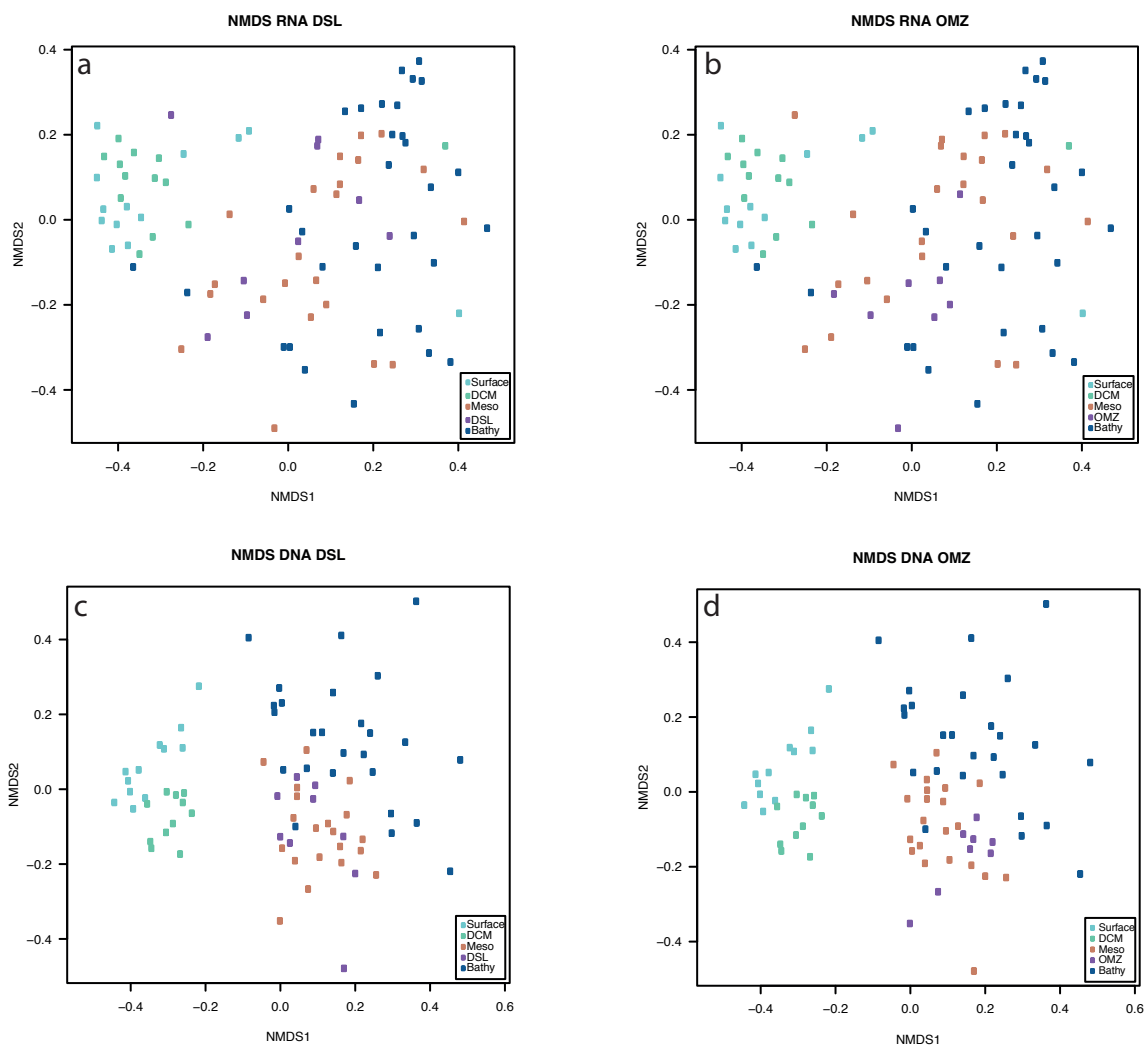 NMDS RNA DSL
a
0.4
0.2
0.0
−0.2
−0.4
NMDS2
−0.4
−0.2
0.0
0.2
0.4
NMDS1
Surface
DCM
Meso
DSL
Bathy
NMDS RNA OMZ
b
0.4
0.2
0.0
−0.2
−0.4
NMDS2
−0.4
−0.2
0.0
0.2
0.4
NMDS1
Surface
DCM
Meso
OMZ
Bathy
NMDS DNA DSL
c
0.4
0.2
0.0
−0.2
−0.4
NMDS2
−0.4
−0.2
0.0
0.2
0.4
0.6
NMDS1
Surface
DCM
Meso
DSL
Bathy
NMDS DNA OMZ
d
0.4
0.2
0.0
−0.2
−0.4
NMDS2
−0.4
−0.2
0.0
0.2
0.4
0.6
NMDS1
Surface
DCM
Meso
OMZ
Bathy